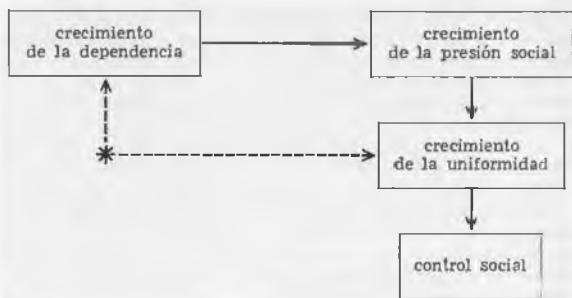 crecimiento
de la dependencia
crecimiento
de la presión social
crecimiento
de la uniformidad
control social